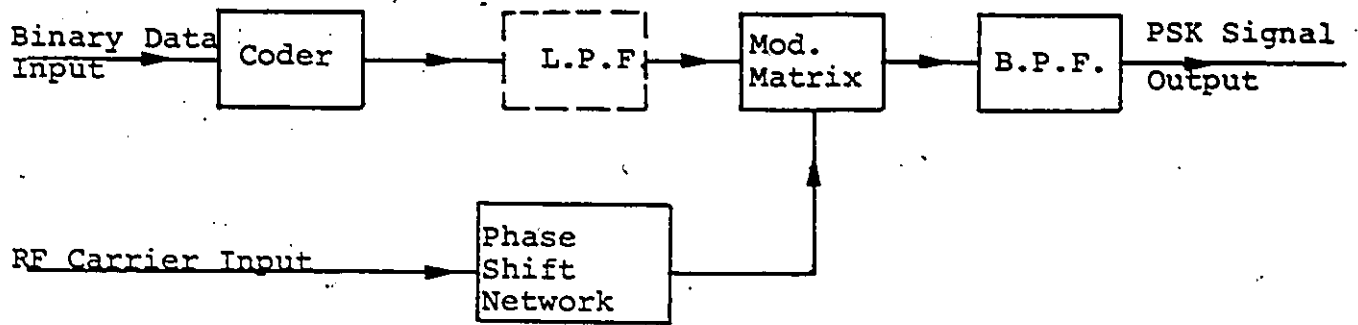 Binary Data
Input
Coder
L.P.F
Mod.
Matrix
B.P.F.
PSK Signal
Output
RF Carrier Input
Phase
Shift
Network